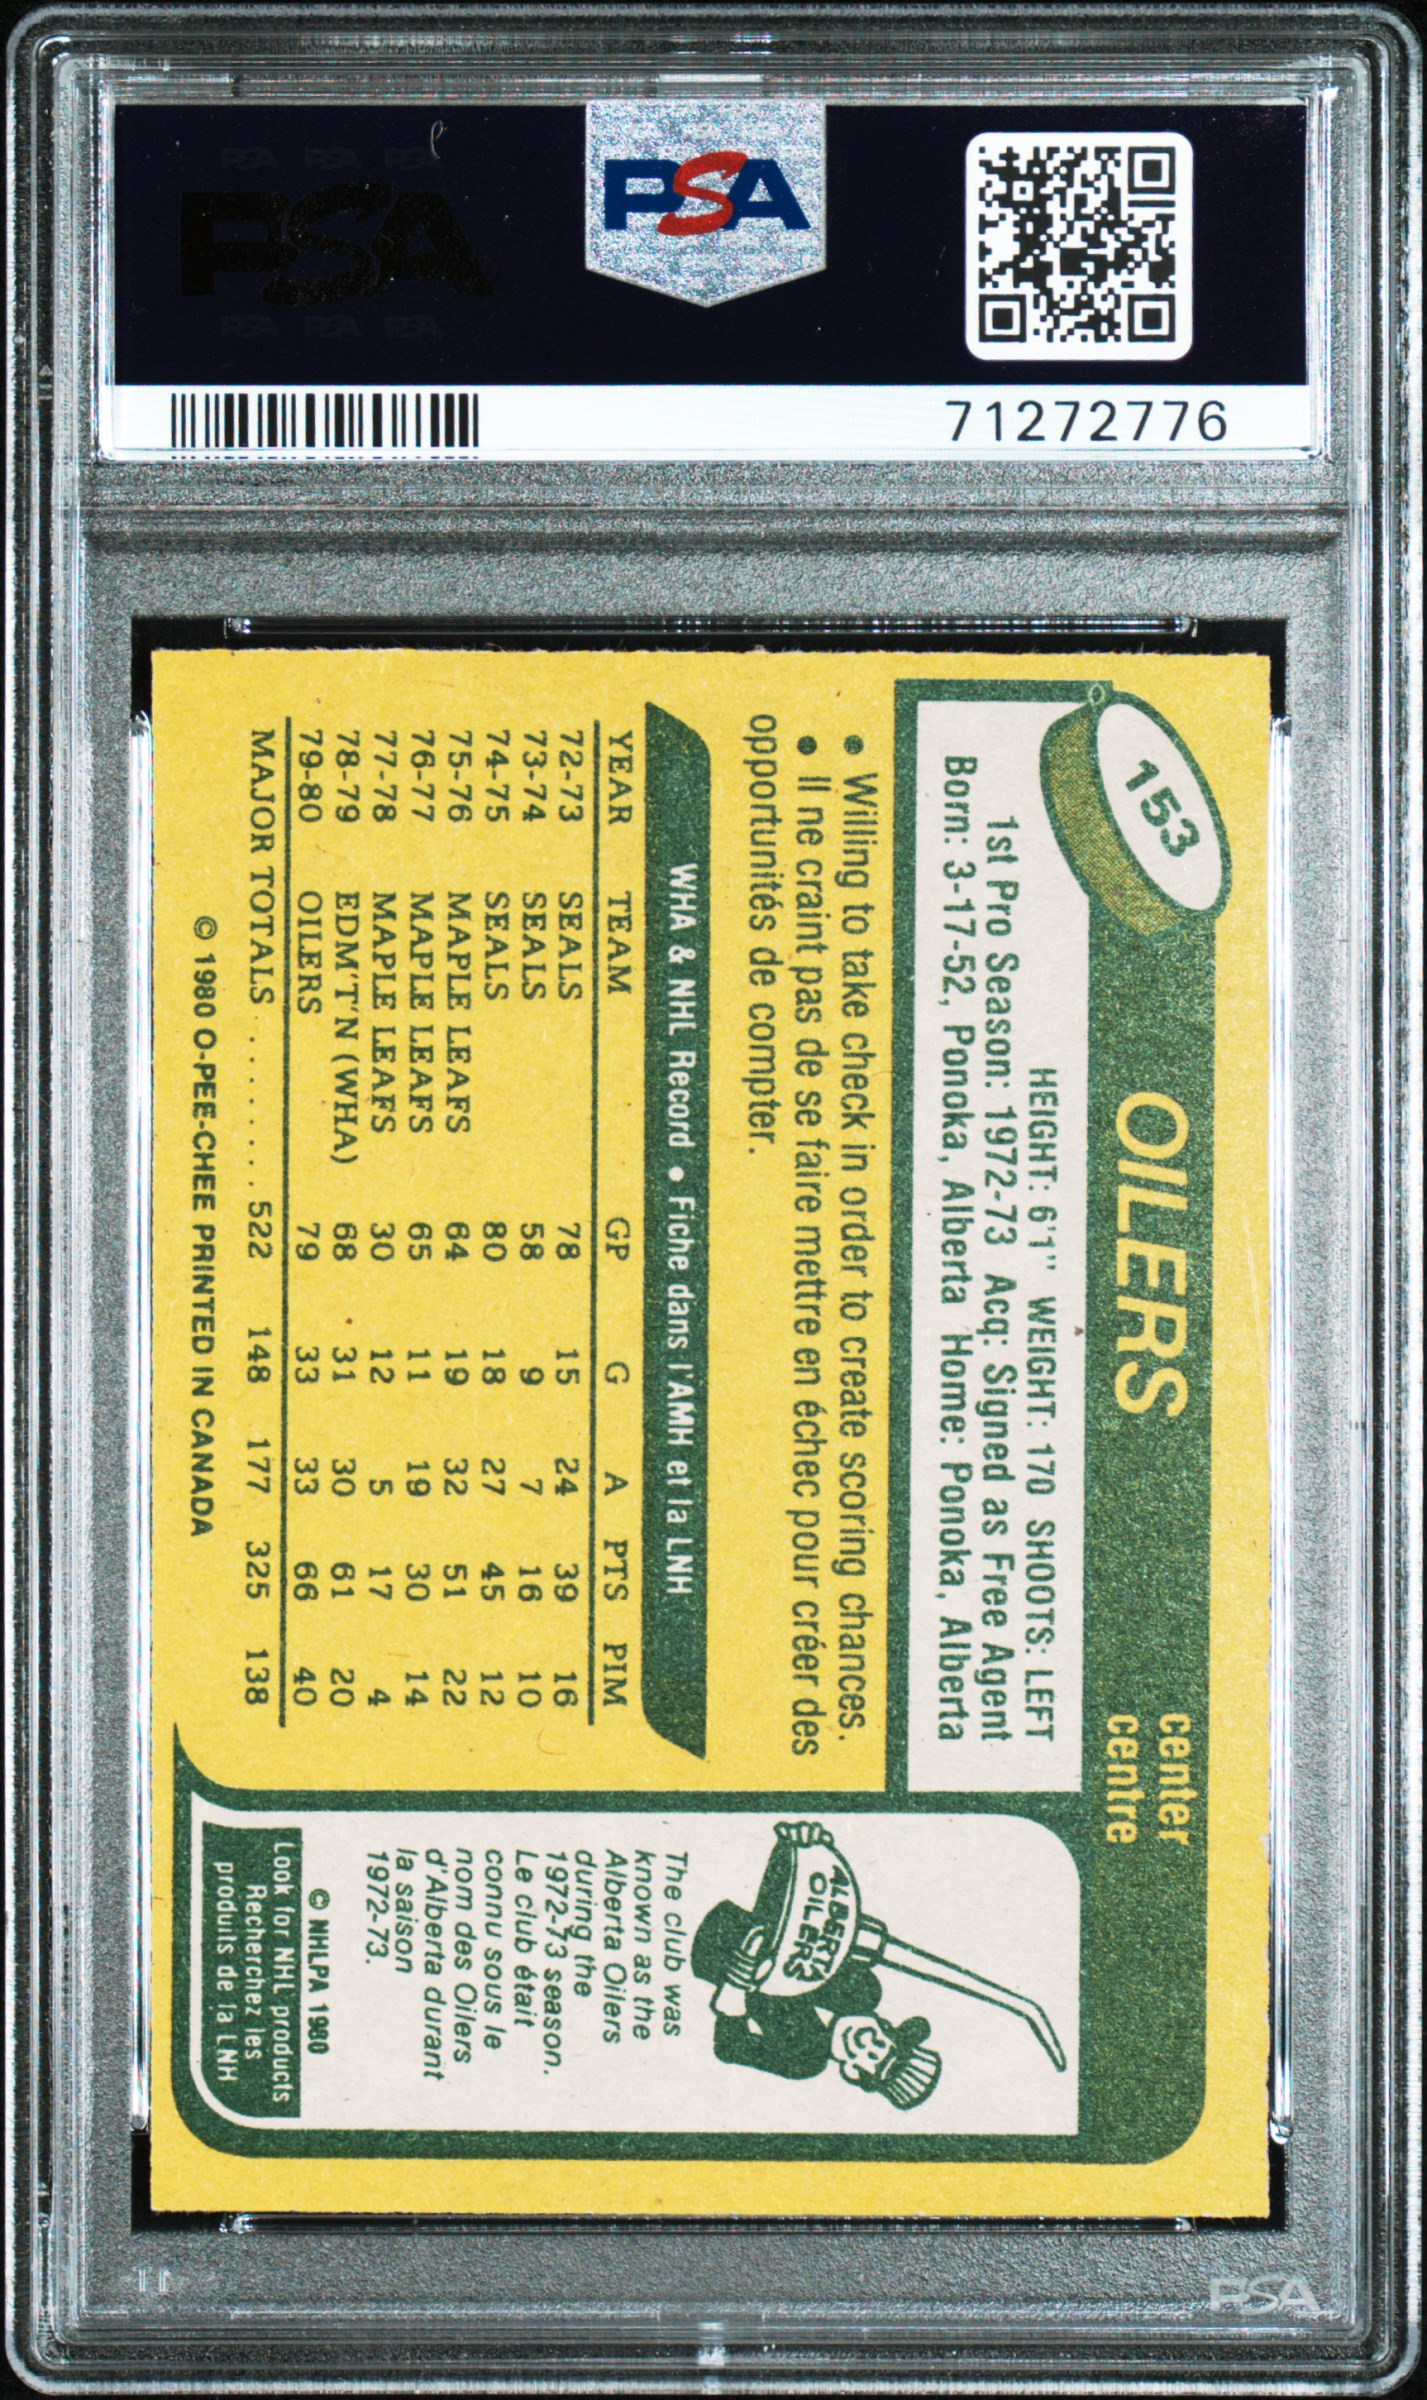 PSA PSA PSA
PSA
PSA PSA PSA
PSA
71272776
153
OILERS
center
centre
HEIGHT: 6'1" WEIGHT: 170 SHOOTS: LEFT
1st Pro Season: 1972-73 Acq: Signed as Free Agent
Born: 3-17-52, Ponoka, Alberta Home: Ponoka, Alberta
• Willing to take check in order to create scoring chances.
• Il ne craint pas de se faire mettre en échec pour créer des
opportunités de compter.
WHA & NHL Record • Fiche dans l'AMH et la LNH
YEAR TEAM GP G A PTS PIM
72-73 SEALS 78 15 24 39 16
73-74 SEALS 58 9 7 16 10
74-75 SEALS 80 18 27 45 12
75-76 MAPLE LEAFS 64 19 32 51 22
76-77 MAPLE LEAFS 65 11 19 30 14
77-78 MAPLE LEAFS 30 12 5 17 4
78-79 EDM'T'N (WHA) 68 31 30 61 20
79-80 OILERS 79 33 33 66 40
MAJOR TOTALS ........ 522 148 177 325 138
© 1980 O-PEE-CHEE PRINTED IN CANADA
ALBERTA
OILERS
The club was
known as the
Alberta Oilers
during the
1972-73 season.
Le club était
connu sous le
nom des Oilers
d'Alberta durant
la saison
1972-73.
© NHLPA 1980
Look for NHL products
Recherchez les
produits de la LNH
PSA